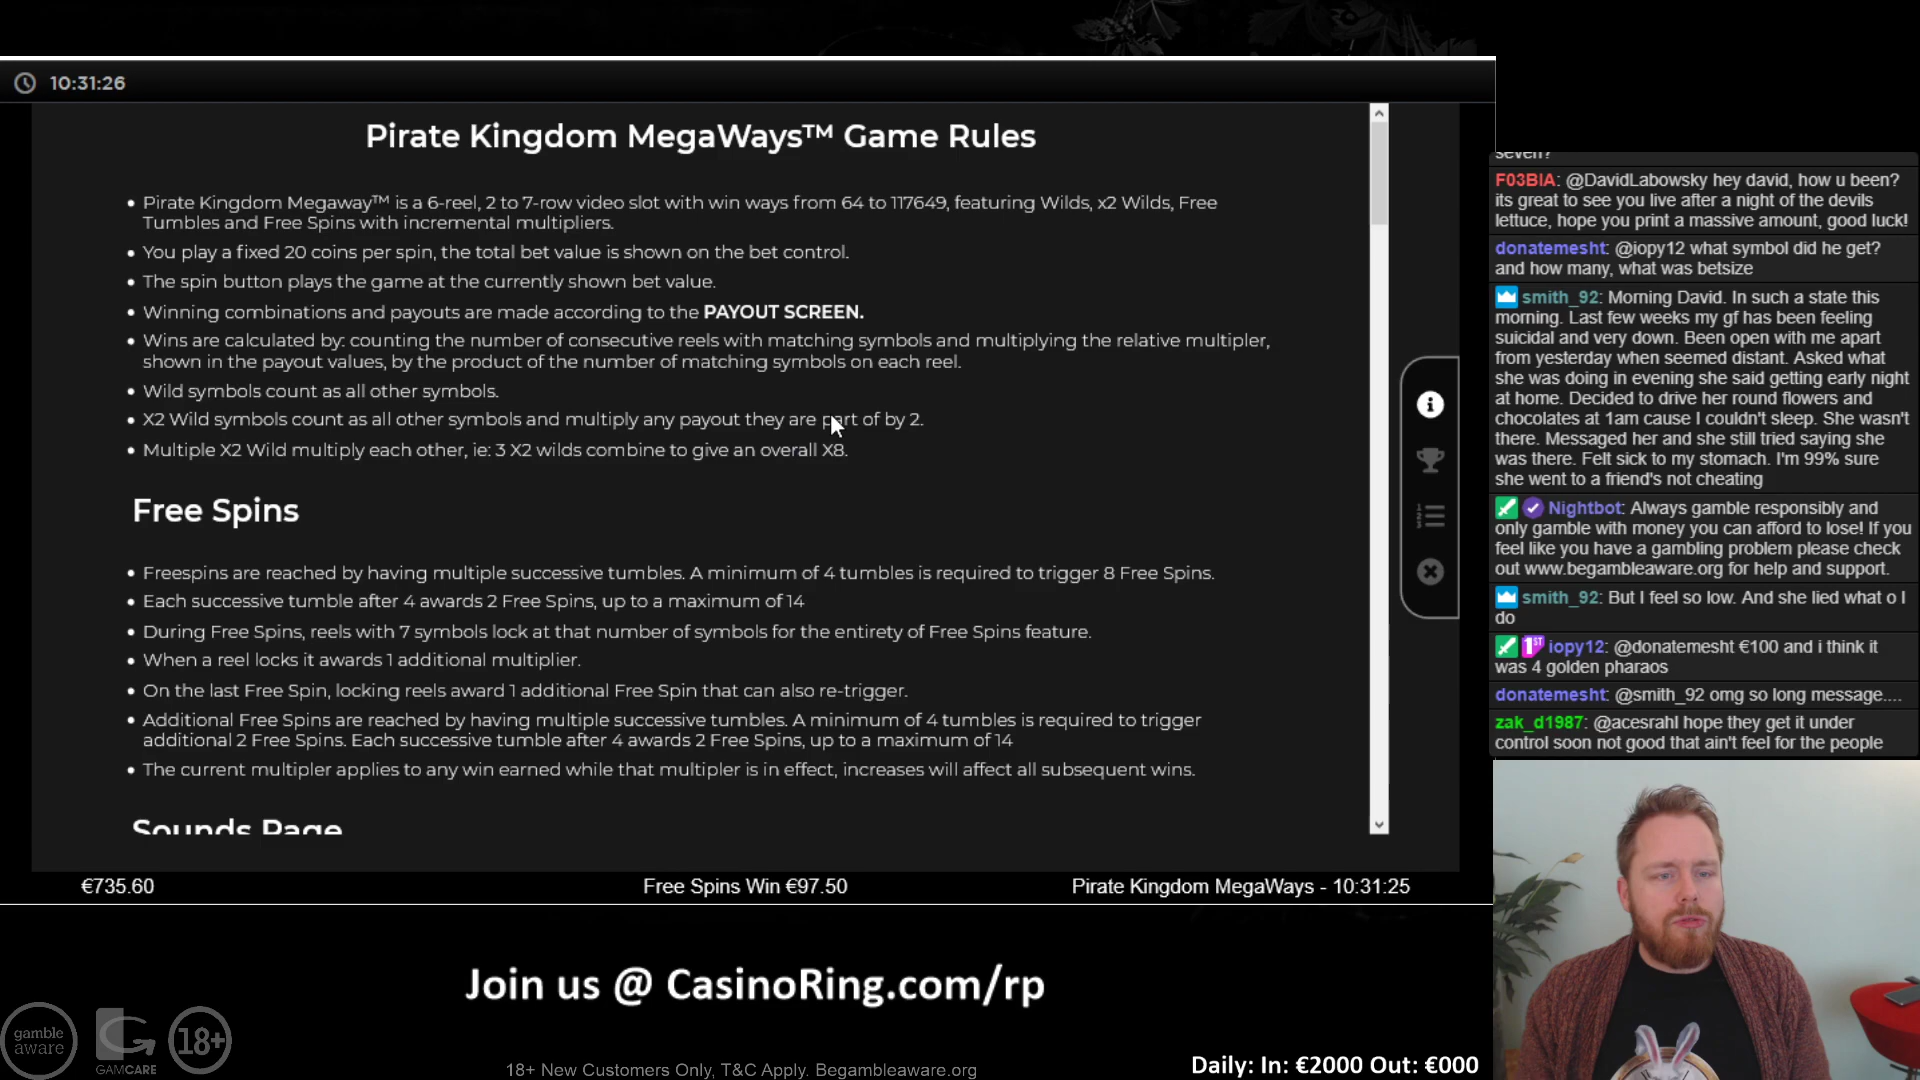 10:31:26
Pirate Kingdom MegaWays™ Game Rules
• Pirate Kingdom Megaway™ is a 6-reel, 2 to 7-row video slot with win ways from 64 to 117649, featuring Wilds, x2 Wilds, Free
Tumbles and Free Spins with incremental multipliers.
• You play a fixed 20 coins per spin, the total bet value is shown on the bet control.
• The spin button plays the game at the currently shown bet value.
• Winning combinations and payouts are made according to the PAYOUT SCREEN.
• Wins are calculated by: counting the number of consecutive reels with matching symbols and multiplying the relative multiplier,
shown in the payout values, by the product of the number of matching symbols on each reel.
• Wild symbols count as all other symbols.
• X2 Wild symbols count as all other symbols and multiply any payout they are part of by 2.
• Multiple X2 Wild multiply each other, ie: 3 X2 wilds combine to give an overall X8.
Free Spins
• Freespins are reached by having multiple successive tumbles. A minimum of 4 tumbles is required to trigger 8 Free Spins.
• Each successive tumble after 4 awards 2 Free Spins, up to a maximum of 14
• During Free Spins, reels with 7 symbols lock at that number of symbols for the entirety of Free Spins feature.
• When a reel locks it awards 1 additional multiplier.
• On the last Free Spin, locking reels award 1 additional Free Spin that can also re-trigger.
• Additional Free Spins are reached by having multiple successive tumbles. A minimum of 4 tumbles is required to trigger
additional 2 Free Spins. Each successive tumble after 4 awards 2 Free Spins, up to a maximum of 14
• The current multipler applies to any win earned while that multipler is in effect, increases will affect all subsequent wins.
Sounds Page
€735.60
Free Spins Win €97.50
Pirate Kingdom MegaWays - 10:31:25
seven?
F03BIA: @DavidLabowsky hey david, how u been?
its great to see you live after a night of the devils
lettuce, hope you print a massive amount, good luck!
donatemesht: @iopy12 what symbol did he get?
and how many, what was betsize
smith_92: Morning David. In such a state this
morning. Last few weeks my gf has been feeling
suicidal and very down. Been open with me apart
from yesterday when seemed distant. Asked what
she was doing in evening she said getting early night
at home. Decided to drive her round flowers and
chocolates at 1am cause I couldn't sleep. She wasn't
there. Messaged her and she still tried saying she
was there. Felt sick to my stomach. I'm 99% sure
she went to a friend's not cheating
Nightbot: Always gamble responsibly and
only gamble with money you can afford to lose! If you
feel like you have a gambling problem please check
out www.begambleaware.org for help and support.
smith_92: But I feel so low. And she lied what o I
do
1ST iopy12: @donatemesht €100 and i think it
was 4 golden pharaos
donatemesht: @smith_92 omg so long message....
zak_d1987: @acesrahl hope they get it under
control soon not good that ain't feel for the people
Join us @ CasinoRing.com/rp
gamble
aware
GAMCARE
18+
18+ New Customers Only, T&C Apply. Begambleaware.org
Daily: In: €2000 Out: €000